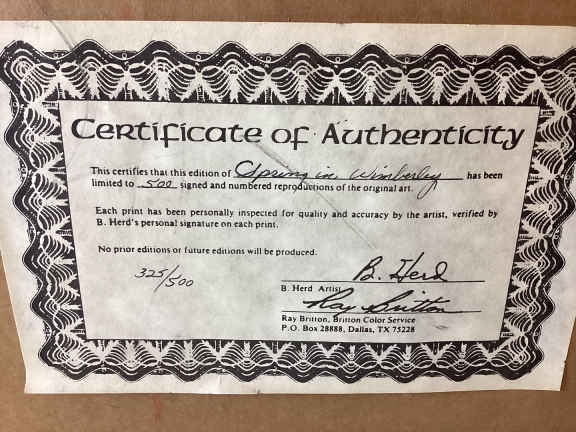 Certificate of Authenticity
This certifies that this edition of Spring in Wimberley has been
limited to 500 signed and numbered reproductions of the original art.
Each print has been personally inspected for quality and accuracy by the artist, verified by
B. Herd's personal signature on each print.
No prior editions or future editions will be produced.
325/500
B. Herd
B. Herd Artist
Ray Britton
Ray Britton, Britton Color Service
P.O. Box 28888, Dallas, TX 75228